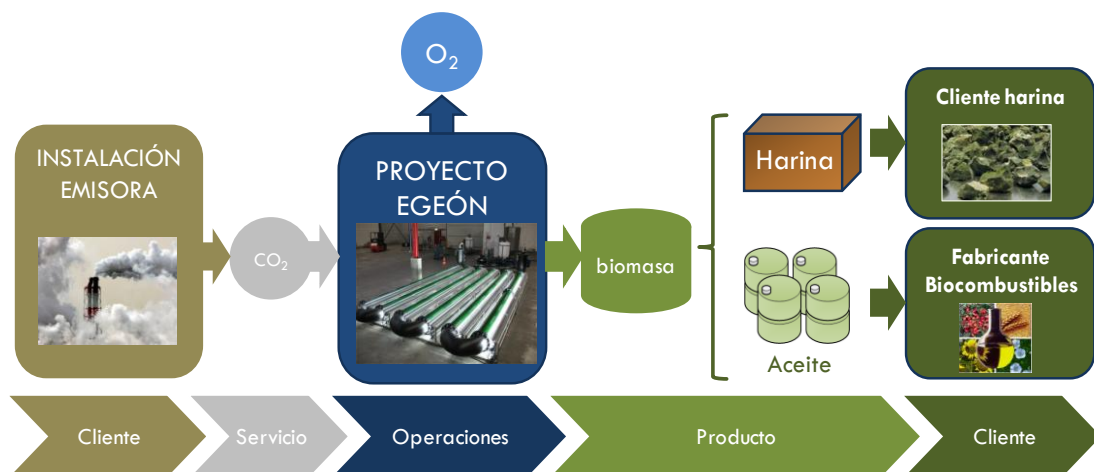 O₂
INSTALACIÓN
EMISORA
CO₂
PROYECTO
EGEÓN
biomasa
Harina
Aceite
Cliente harina
Fabricante
Biocombustibles
Cliente
Servicio
Operaciones
Producto
Cliente